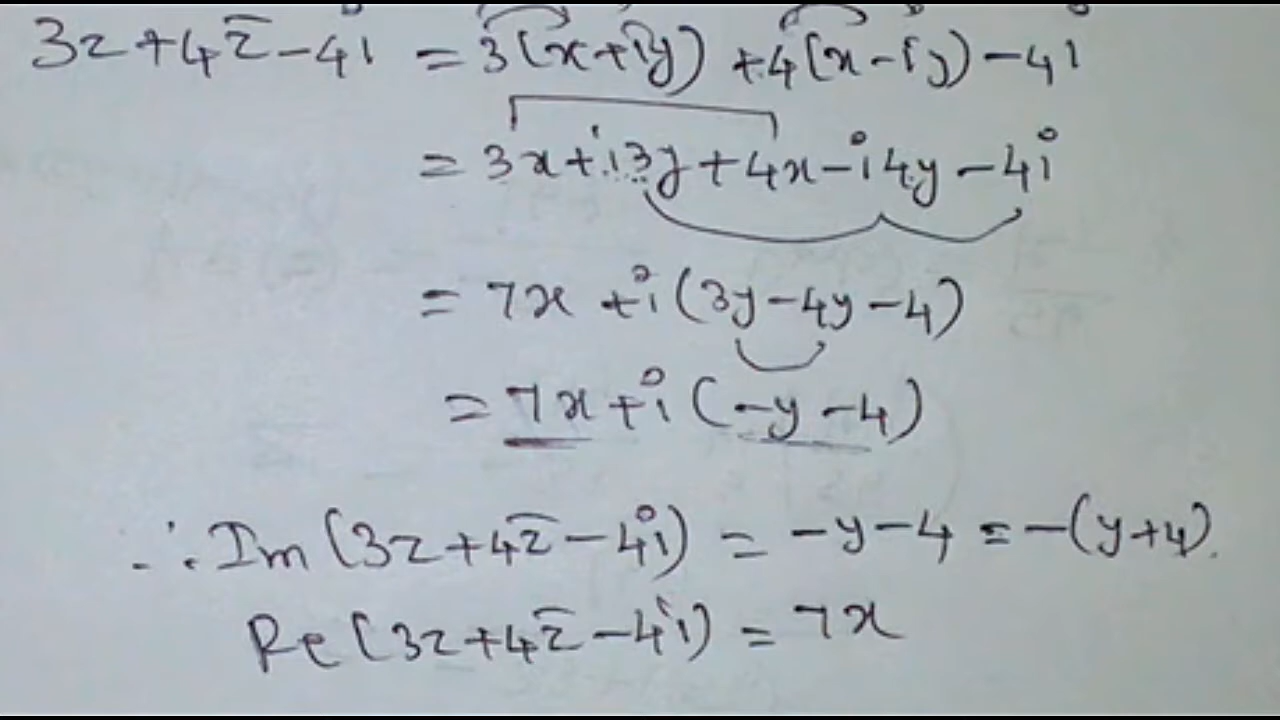 3z+4z̄-4i = 3(x+iy)+4(x-iy)-4i
= 3x+i3y+4x-i4y-4i
= 7x+i(3y-4y-4)
= 7x+i(-y-4)
∴ Im(3z+4z̄-4i) = -y-4 = -(y+4).
Re(3z+4z̄-4i) = 7x